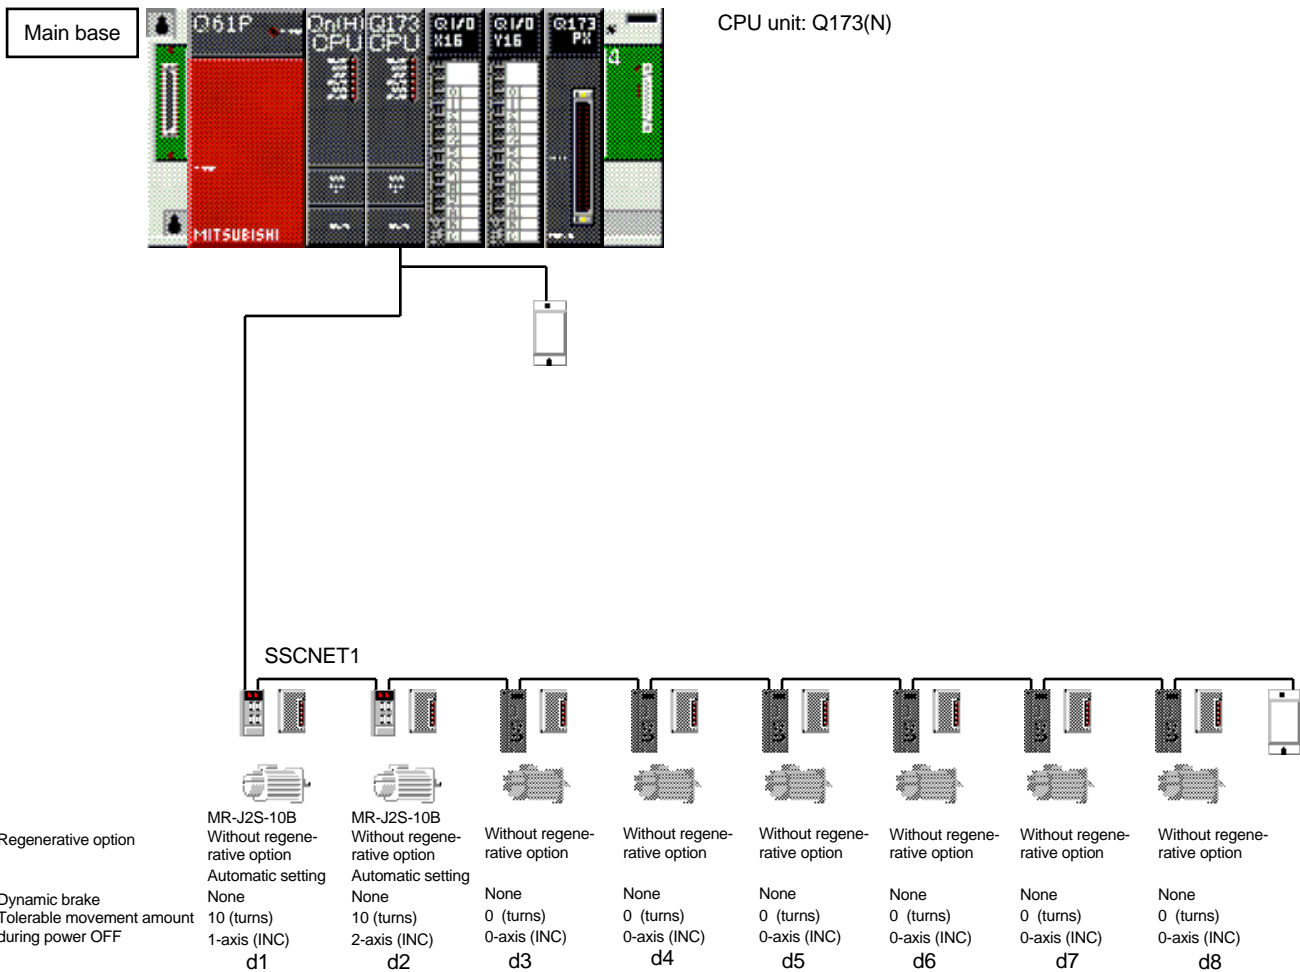 Main base
CPU unit: Q173(N)
Q61P
Qn(H)
CPU
Q173
CPU
QI/O
X16
QI/O
Y16
Q173
PX
MITSUBISHI
SSCNET1
MR-J2S-10B
MR-J2S-10B
Regenerative option
Without regene-
rative option
Without regene-
rative option
Without regene-
rative option
Without regene-
rative option
Without regene-
rative option
Without regene-
rative option
Without regene-
rative option
Without regene-
rative option
Automatic setting
Automatic setting
Dynamic brake
None
None
None
None
None
None
None
None
Tolerable movement amount
during power OFF
10 (turns)
10 (turns)
0 (turns)
0 (turns)
0 (turns)
0 (turns)
0 (turns)
0 (turns)
1-axis (INC)
2-axis (INC)
0-axis (INC)
0-axis (INC)
0-axis (INC)
0-axis (INC)
0-axis (INC)
0-axis (INC)
d1
d2
d3
d4
d5
d6
d7
d8